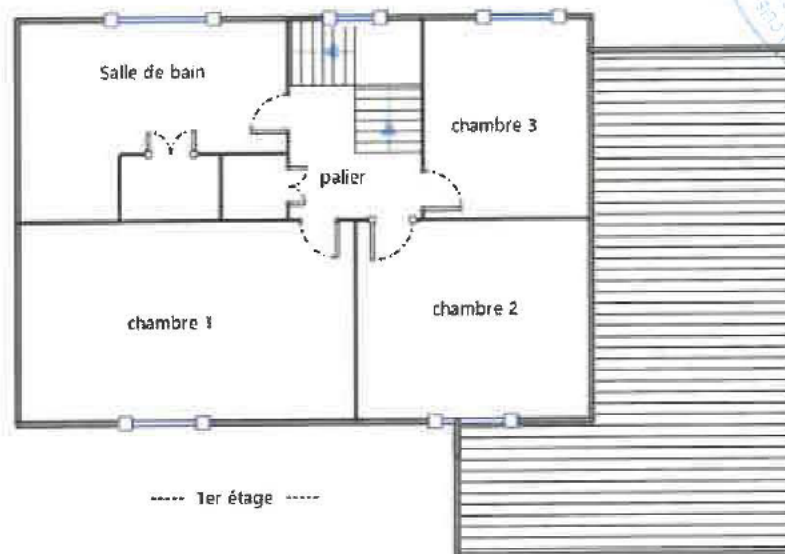 Salle de bain
chambre 3
palier
chambre 1
chambre 2
1er étage